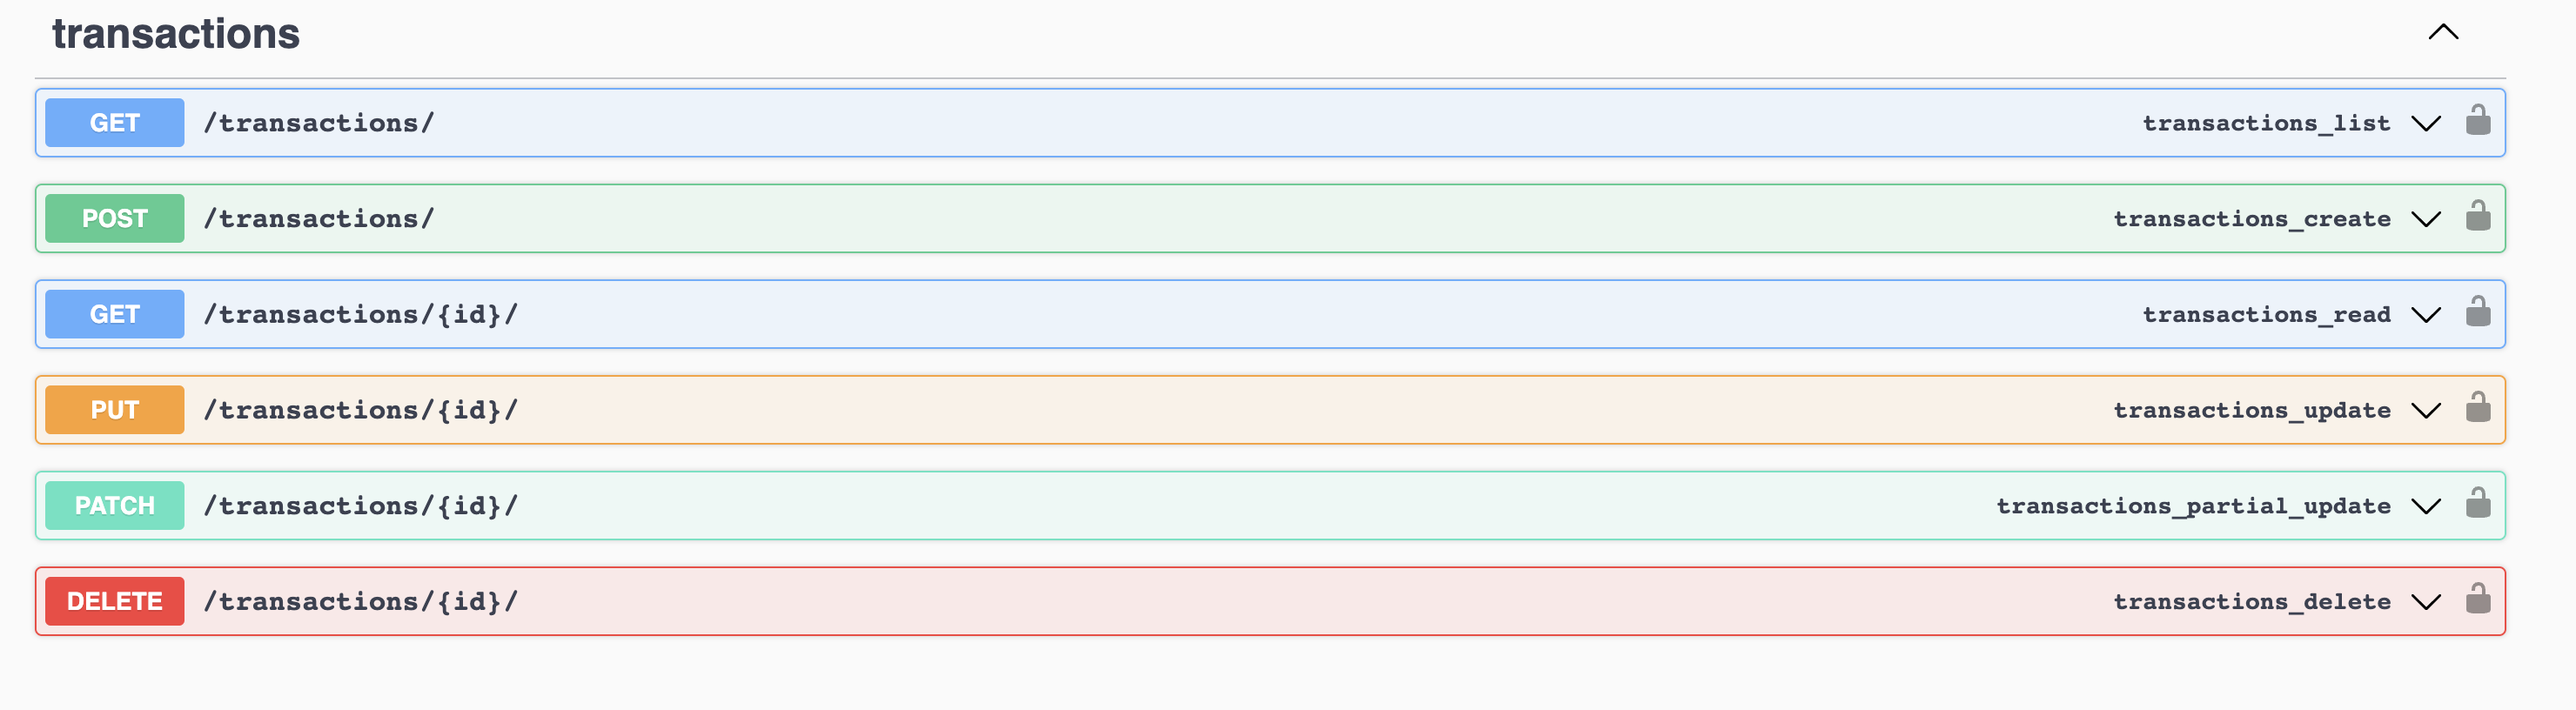 transactions
GET /transactions/ transactions_list
POST /transactions/ transactions_create
GET /transactions/{id}/ transactions_read
PUT /transactions/{id}/ transactions_update
PATCH /transactions/{id}/ transactions_partial_update
DELETE /transactions/{id}/ transactions_delete